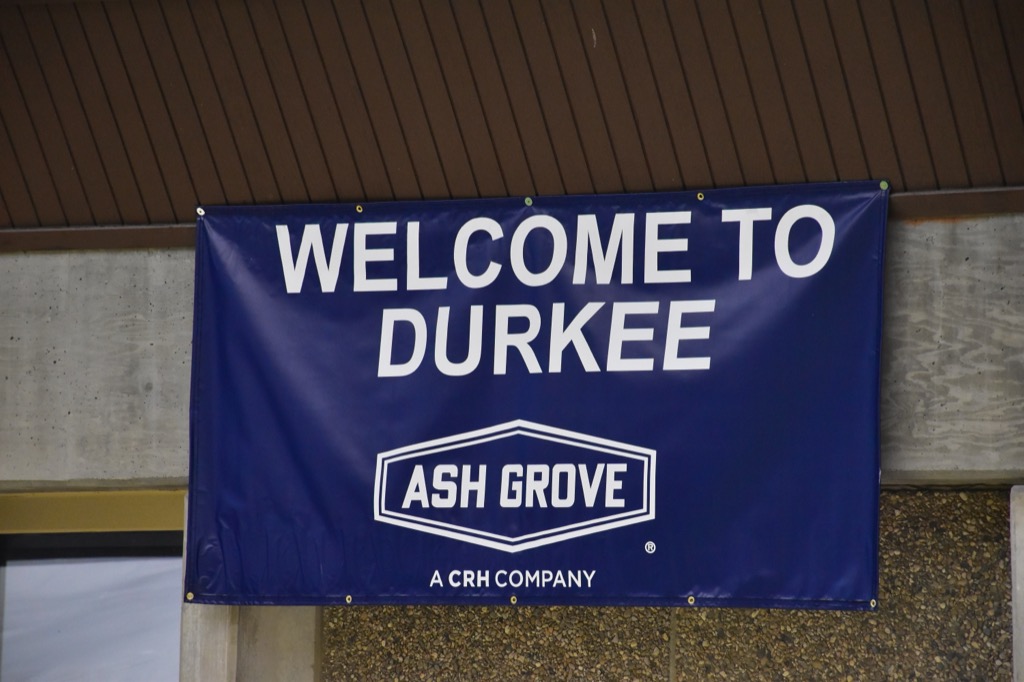 WELCOME TO
DURKEE
ASH GROVE
®
A CRH COMPANY